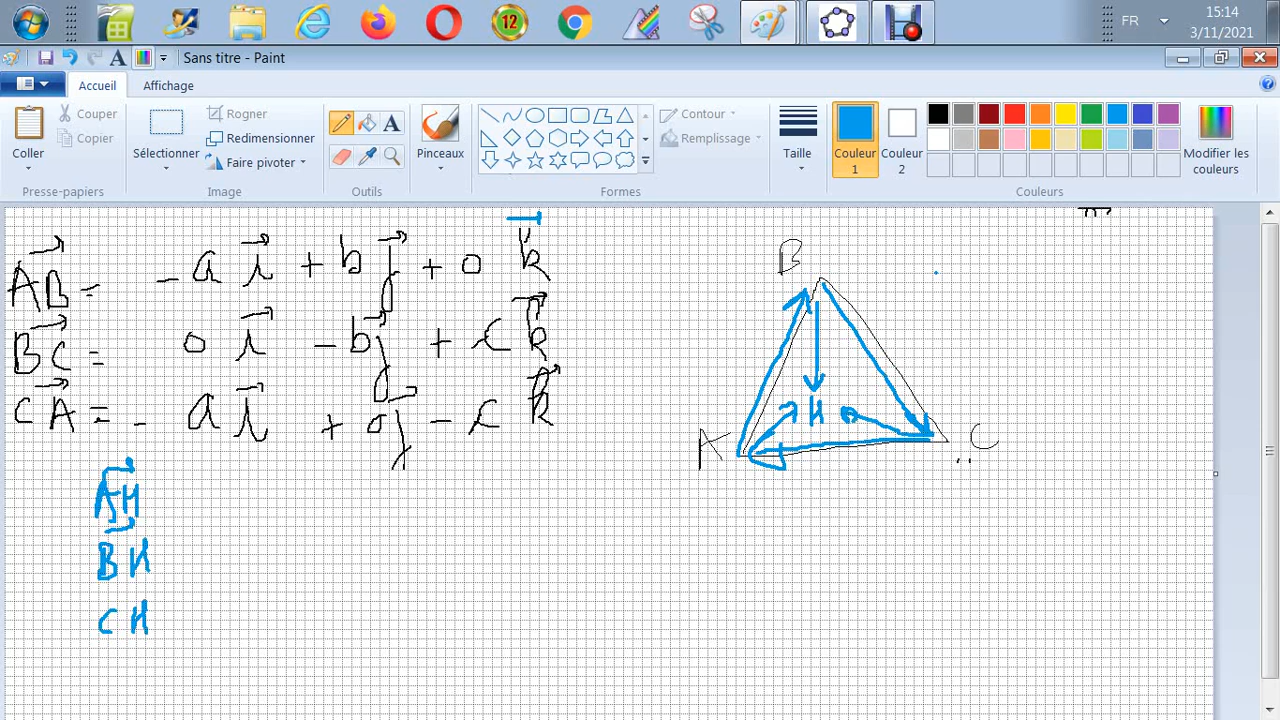 12
FR
15:14
3/11/2021
Sans titre - Paint
Accueil
Affichage
Coller
Couper
Copier
Presse-papiers
Sélectionner
Rogner
Redimensionner
Faire pivoter
Image
Outils
Pinceaux
Contour
Remplissage
Formes
Taille
Couleur 1
Couleur 2
Modifier les couleurs
Couleurs
AB = - a i + b j + 0 k
BC = 0 i - b j + c k
CA = - a i + 0 j - c k
AH
BH
CH
B
H
A
C